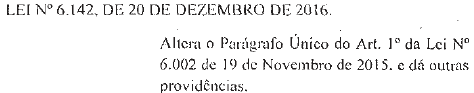 LEI Nº 6.142, DE 20 DE DEZEMBRO DE 2016.
Altera o Parágrafo Único do Art. 1º da Lei Nº
6.002 de 19 de Novembro de 2015. e dá outras
providências.